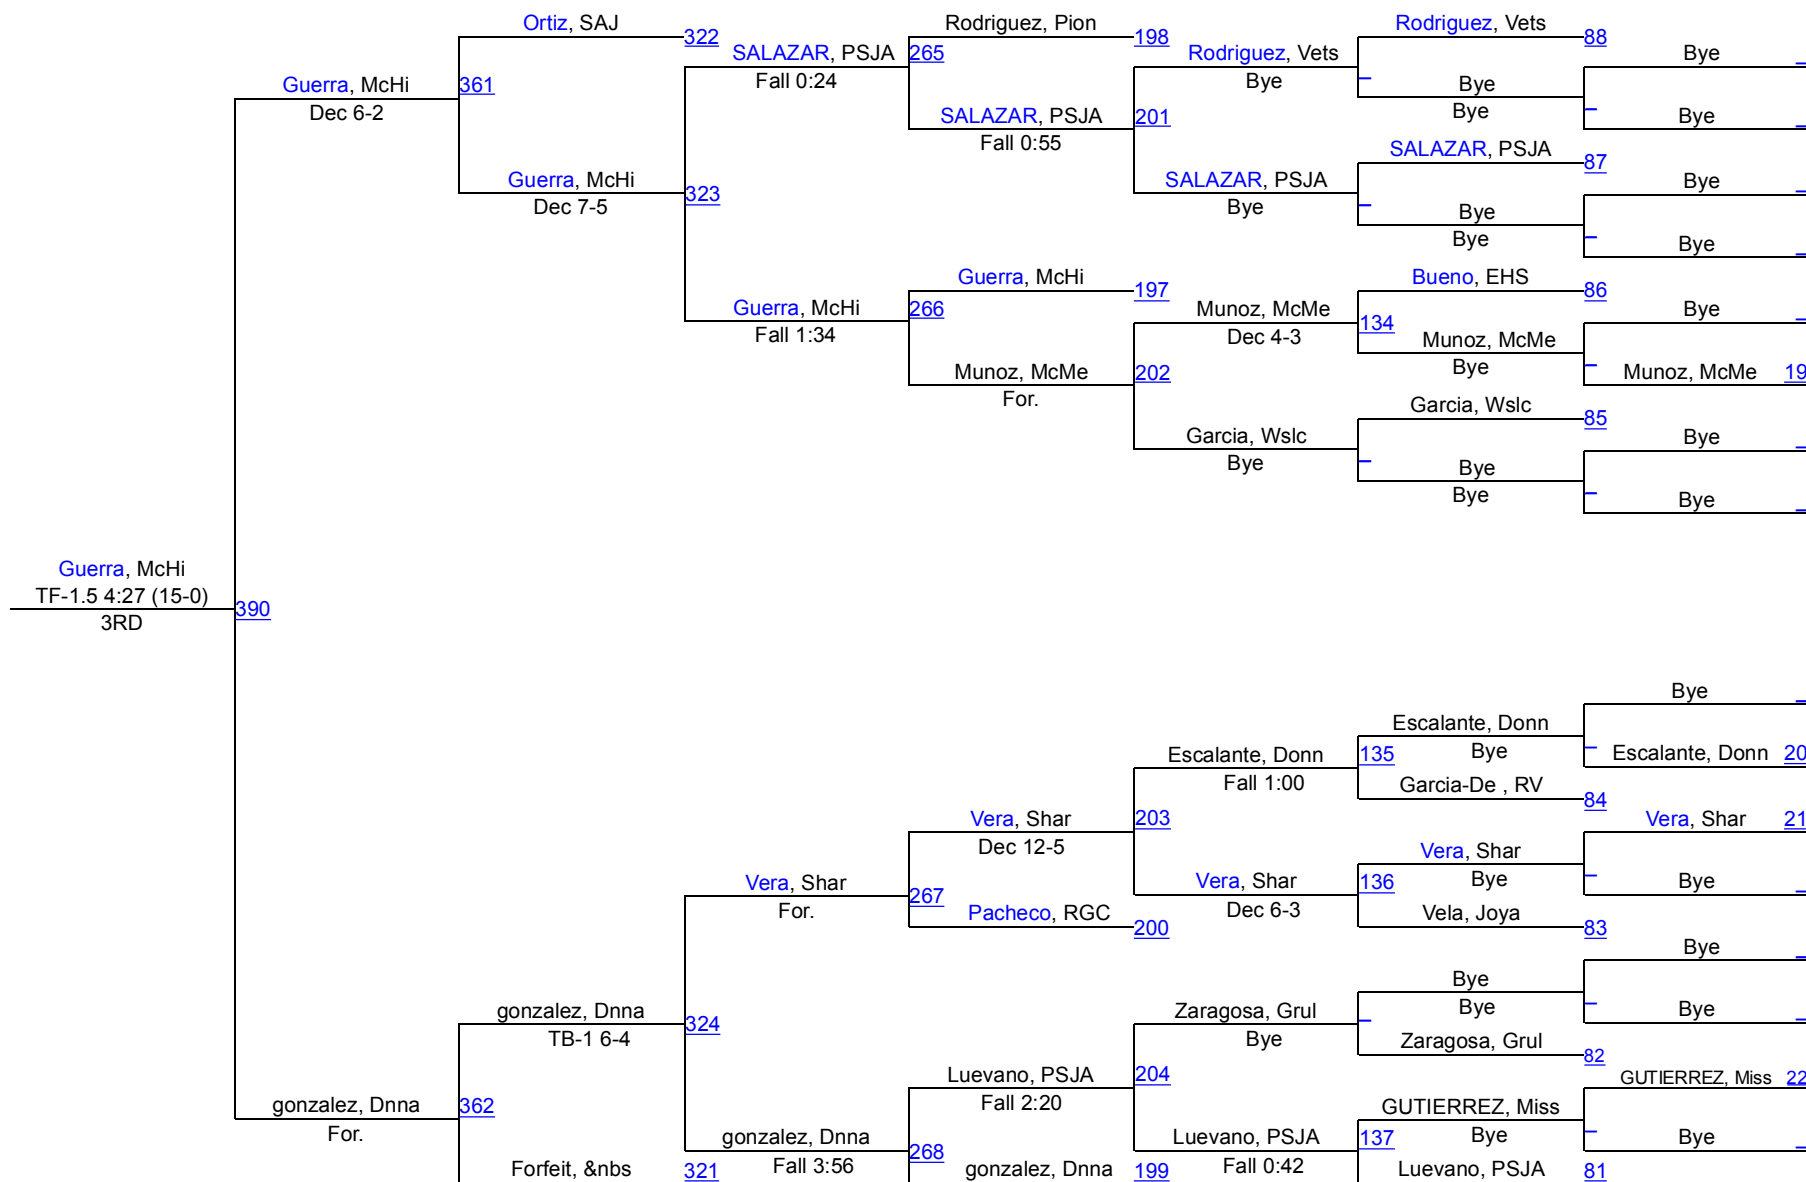 Ortiz, SAJ
322
Rodriguez, Pion
198
Rodriguez, Vets
88
SALAZAR, PSJA
265
Rodriguez, Vets
Bye
Guerra, McHi
361
Fall 0:24
Bye
Bye
Dec 6-2
SALAZAR, PSJA
201
Bye
Bye
Fall 0:55
SALAZAR, PSJA
87
Guerra, McHi
323
SALAZAR, PSJA
Bye
Dec 7-5
Bye
Bye
Bye
Bye
Guerra, McHi
197
Bueno, EHS
86
Guerra, McHi
266
Munoz, McMe
134
Bye
Fall 1:34
Dec 4-3
Munoz, McMe
Munoz, McMe
202
Bye
Munoz, McMe 19
For.
Garcia, Wslc
85
Garcia, Wslc
Bye
Bye
Bye
Bye
Bye
Guerra, McHi
TF-1.5 4:27 (15-0)
390
3RD
Bye
Escalante, Donn
Escalante, Donn
135
Bye
Escalante, Donn 20
Fall 1:00
Garcia-De , RV
84
Vera, Shar
203
Vera, Shar 21
Dec 12-5
Vera, Shar
Vera, Shar
267
Vera, Shar
136
Bye
Bye
For.
Pacheco, RGC
200
Dec 6-3
Vela, Joya
83
Bye
Bye
gonzalez, Dnna
324
Zaragosa, Grul
Bye
Bye
TB-1 6-4
Bye
Zaragosa, Grul
82
Luevano, PSJA
204
GUTIERREZ, Miss 22
gonzalez, Dnna
362
Fall 2:20
GUTIERREZ, Miss
For.
gonzalez, Dnna
268
Luevano, PSJA
137
Bye
Bye
Forfeit, &nbs
321
Fall 3:56
gonzalez, Dnna
199
Fall 0:42
Luevano, PSJA
81